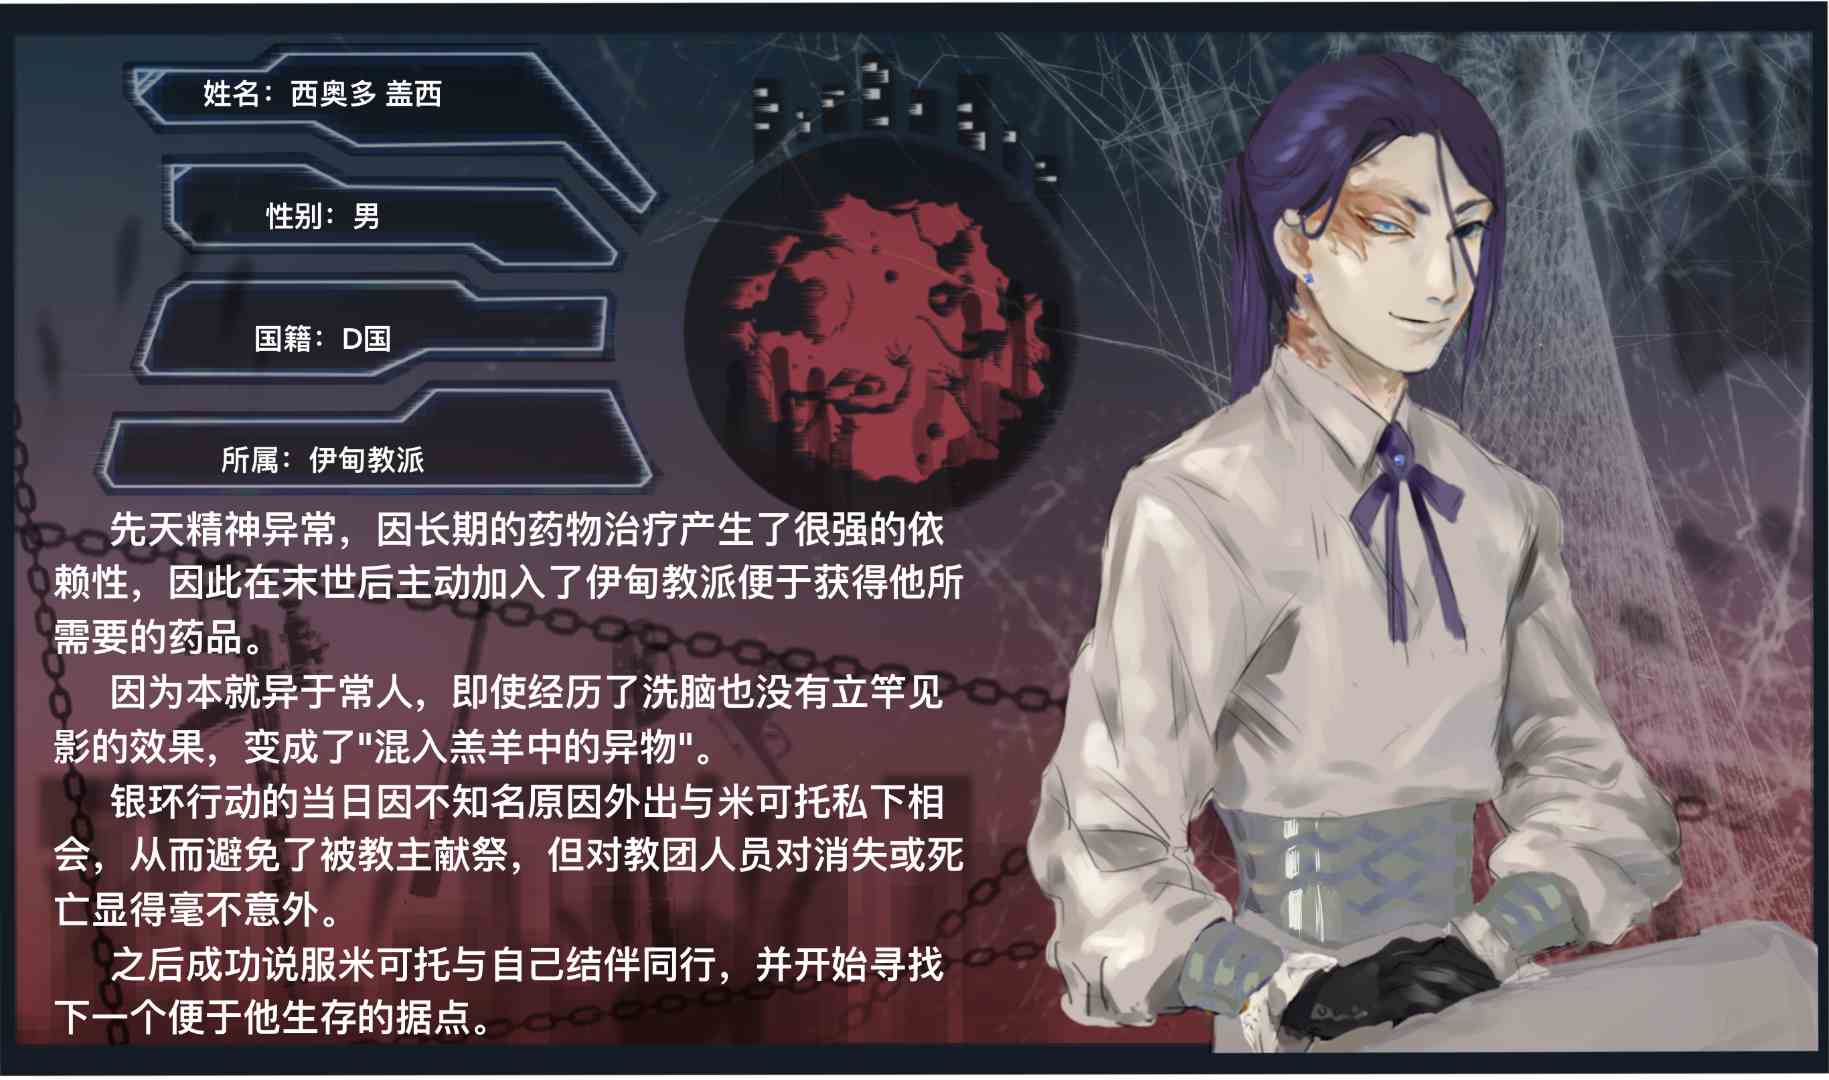 姓名：西奥多 盖西
性别：男
国籍：D国
所属：伊甸教派
先天精神异常，因长期的药物治疗产生了很强的依
赖性，因此在末世后主动加入了伊甸教派便于获得他所
需要的药品。
因为本就异于常人，即使经历了洗脑也没有立竿见
影的效果，变成了"混入羔羊中的异物"。
银环行动的当日因不知名原因外出与米可托私下相
会，从而避免了被教主献祭，但对教团人员对消失或死
亡显得毫不意外。
之后成功说服米可托与自己结伴同行，并开始寻找
下一个便于他生存的据点。